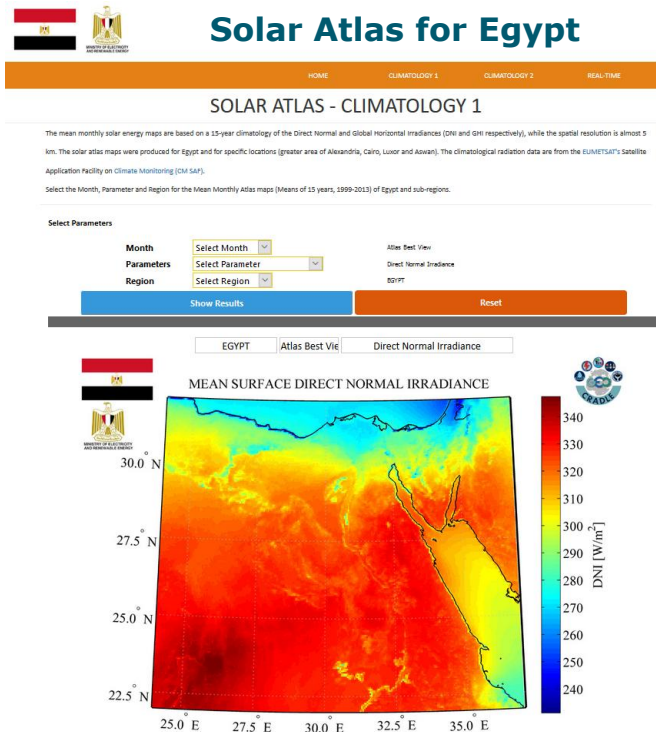 Solar Atlas for Egypt
MINISTRY OF ELECTRICITY
AND RENEWABLE ENERGY
HOME CLIMATOLOGY 1 CLIMATOLOGY 2 REAL-TIME
SOLAR ATLAS - CLIMATOLOGY 1
The mean monthly solar energy maps are based on a 15-year climatology of the Direct Normal and Global Horizontal Irradiances (DNI and GHI respectively), while the spatial resolution is almost 5
km. The solar atlas maps were produced for Egypt and for specific locations (greater area of Alexandria, Cairo, Luxor and Aswan). The climatological radiation data are from the EUMETSAT's Satellite
Application Facility on Climate Monitoring (CM SAF).
Select the Month, Parameter and Region for the Mean Monthly Atlas maps (Means of 15 years, 1999-2013) of Egypt and sub-regions.
Select Parameters
Month Select Month Atlas Best View
Parameters Select Parameter Direct Normal Irradiance
Region Select Region EGYPT
Show Results Reset
EGYPT Atlas Best Vie Direct Normal Irradiance
MINISTRY OF ELECTRICITY
AND RENEWABLE ENERGY
MEAN SURFACE DIRECT NORMAL IRRADIANCE
GEO
CRADLE
30.0° N
27.5° N
25.0° N
22.5° N
25.0° E 27.5° E 30.0° E 32.5° E 35.0° E
340
330
320
310
300
290
280
270
260
250
240
DNI [W/m²]